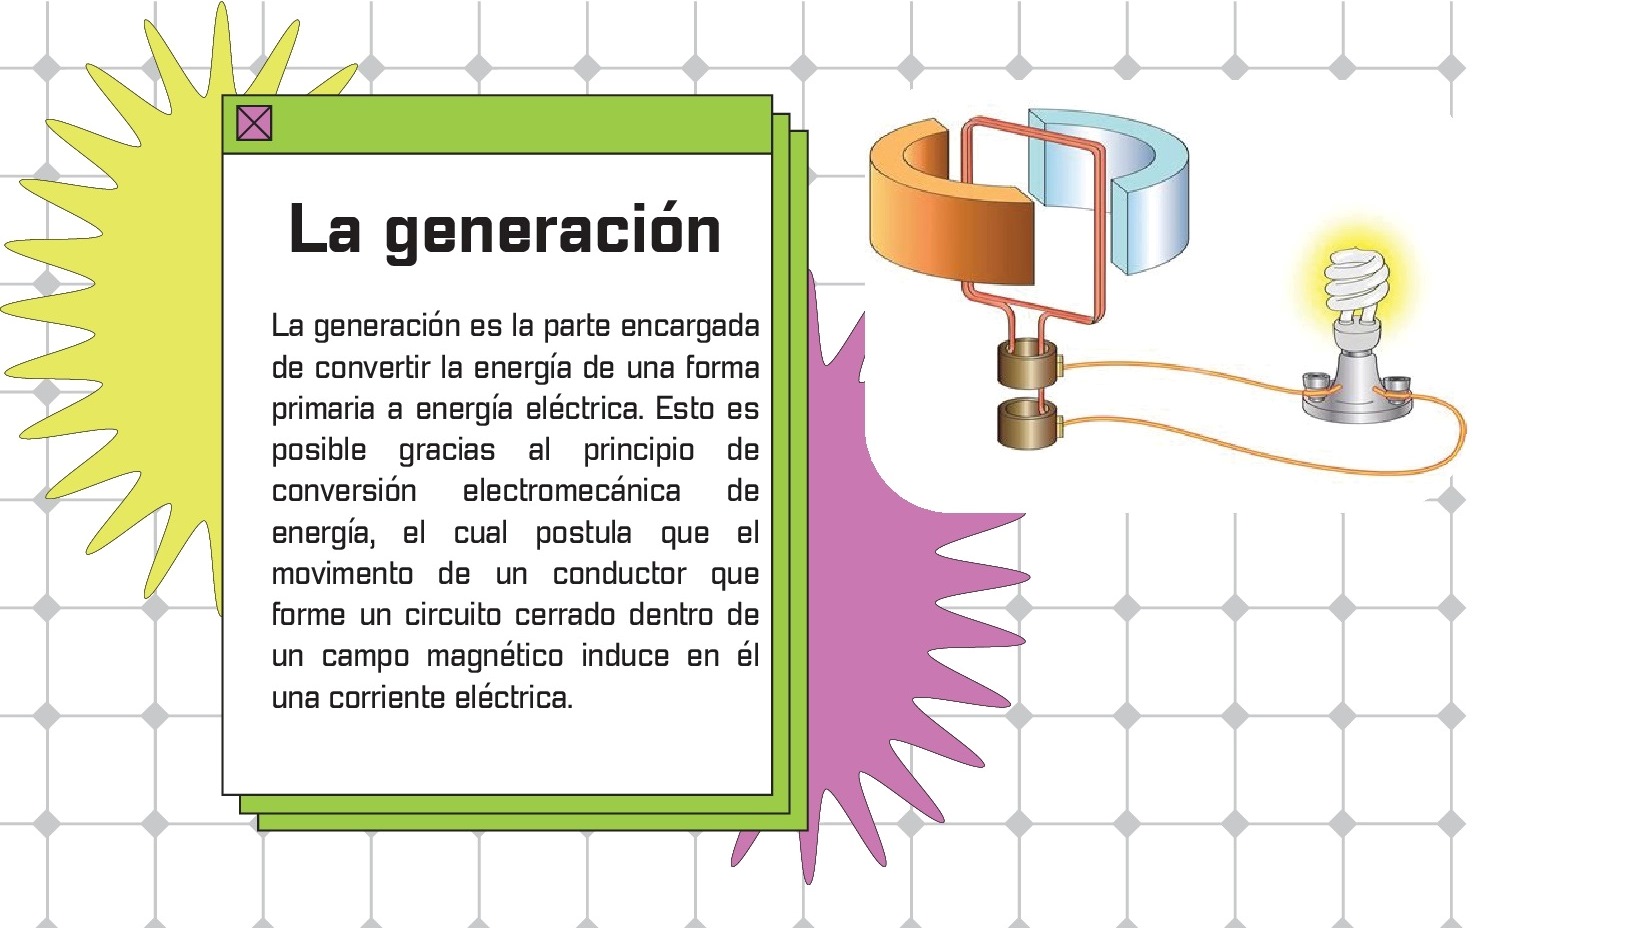 La generación
La generación es la parte encargada
de convertir la energía de una forma
primaria a energía eléctrica. Esto es
posible gracias al principio de
conversión electromecánica de
energía, el cual postula que el
movimento de un conductor que
forme un circuito cerrado dentro de
un campo magnético induce en él
una corriente eléctrica.